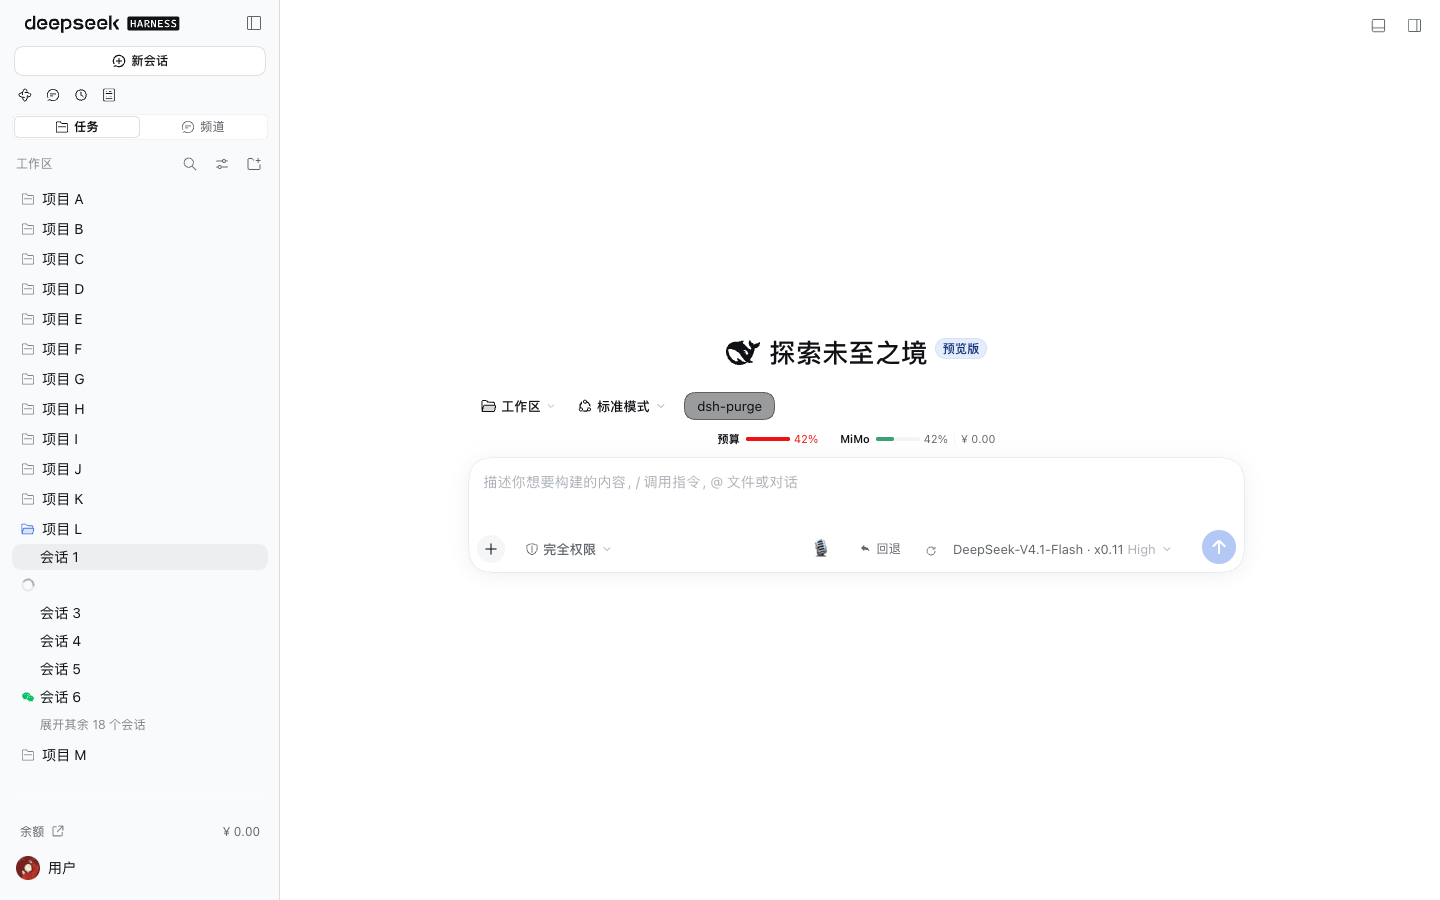 deepseek HARNESS
新会话
任务 频道
工作区
项目 A
项目 B
项目 C
项目 D
项目 E
项目 F
项目 G
项目 H
项目 I
项目 J
项目 K
项目 L
会话 1
会话 3
会话 4
会话 5
会话 6
展开其余 18 个会话
项目 M
余额 ¥ 0.00
用户
探索未至之境 预览版
工作区 标准模式 dsh-purge
预算 42% MiMo 42% ¥ 0.00
描述你想要构建的内容, / 调用指令, @ 文件或对话
完全权限 回退 DeepSeek-V4.1-Flash · x0.11 High